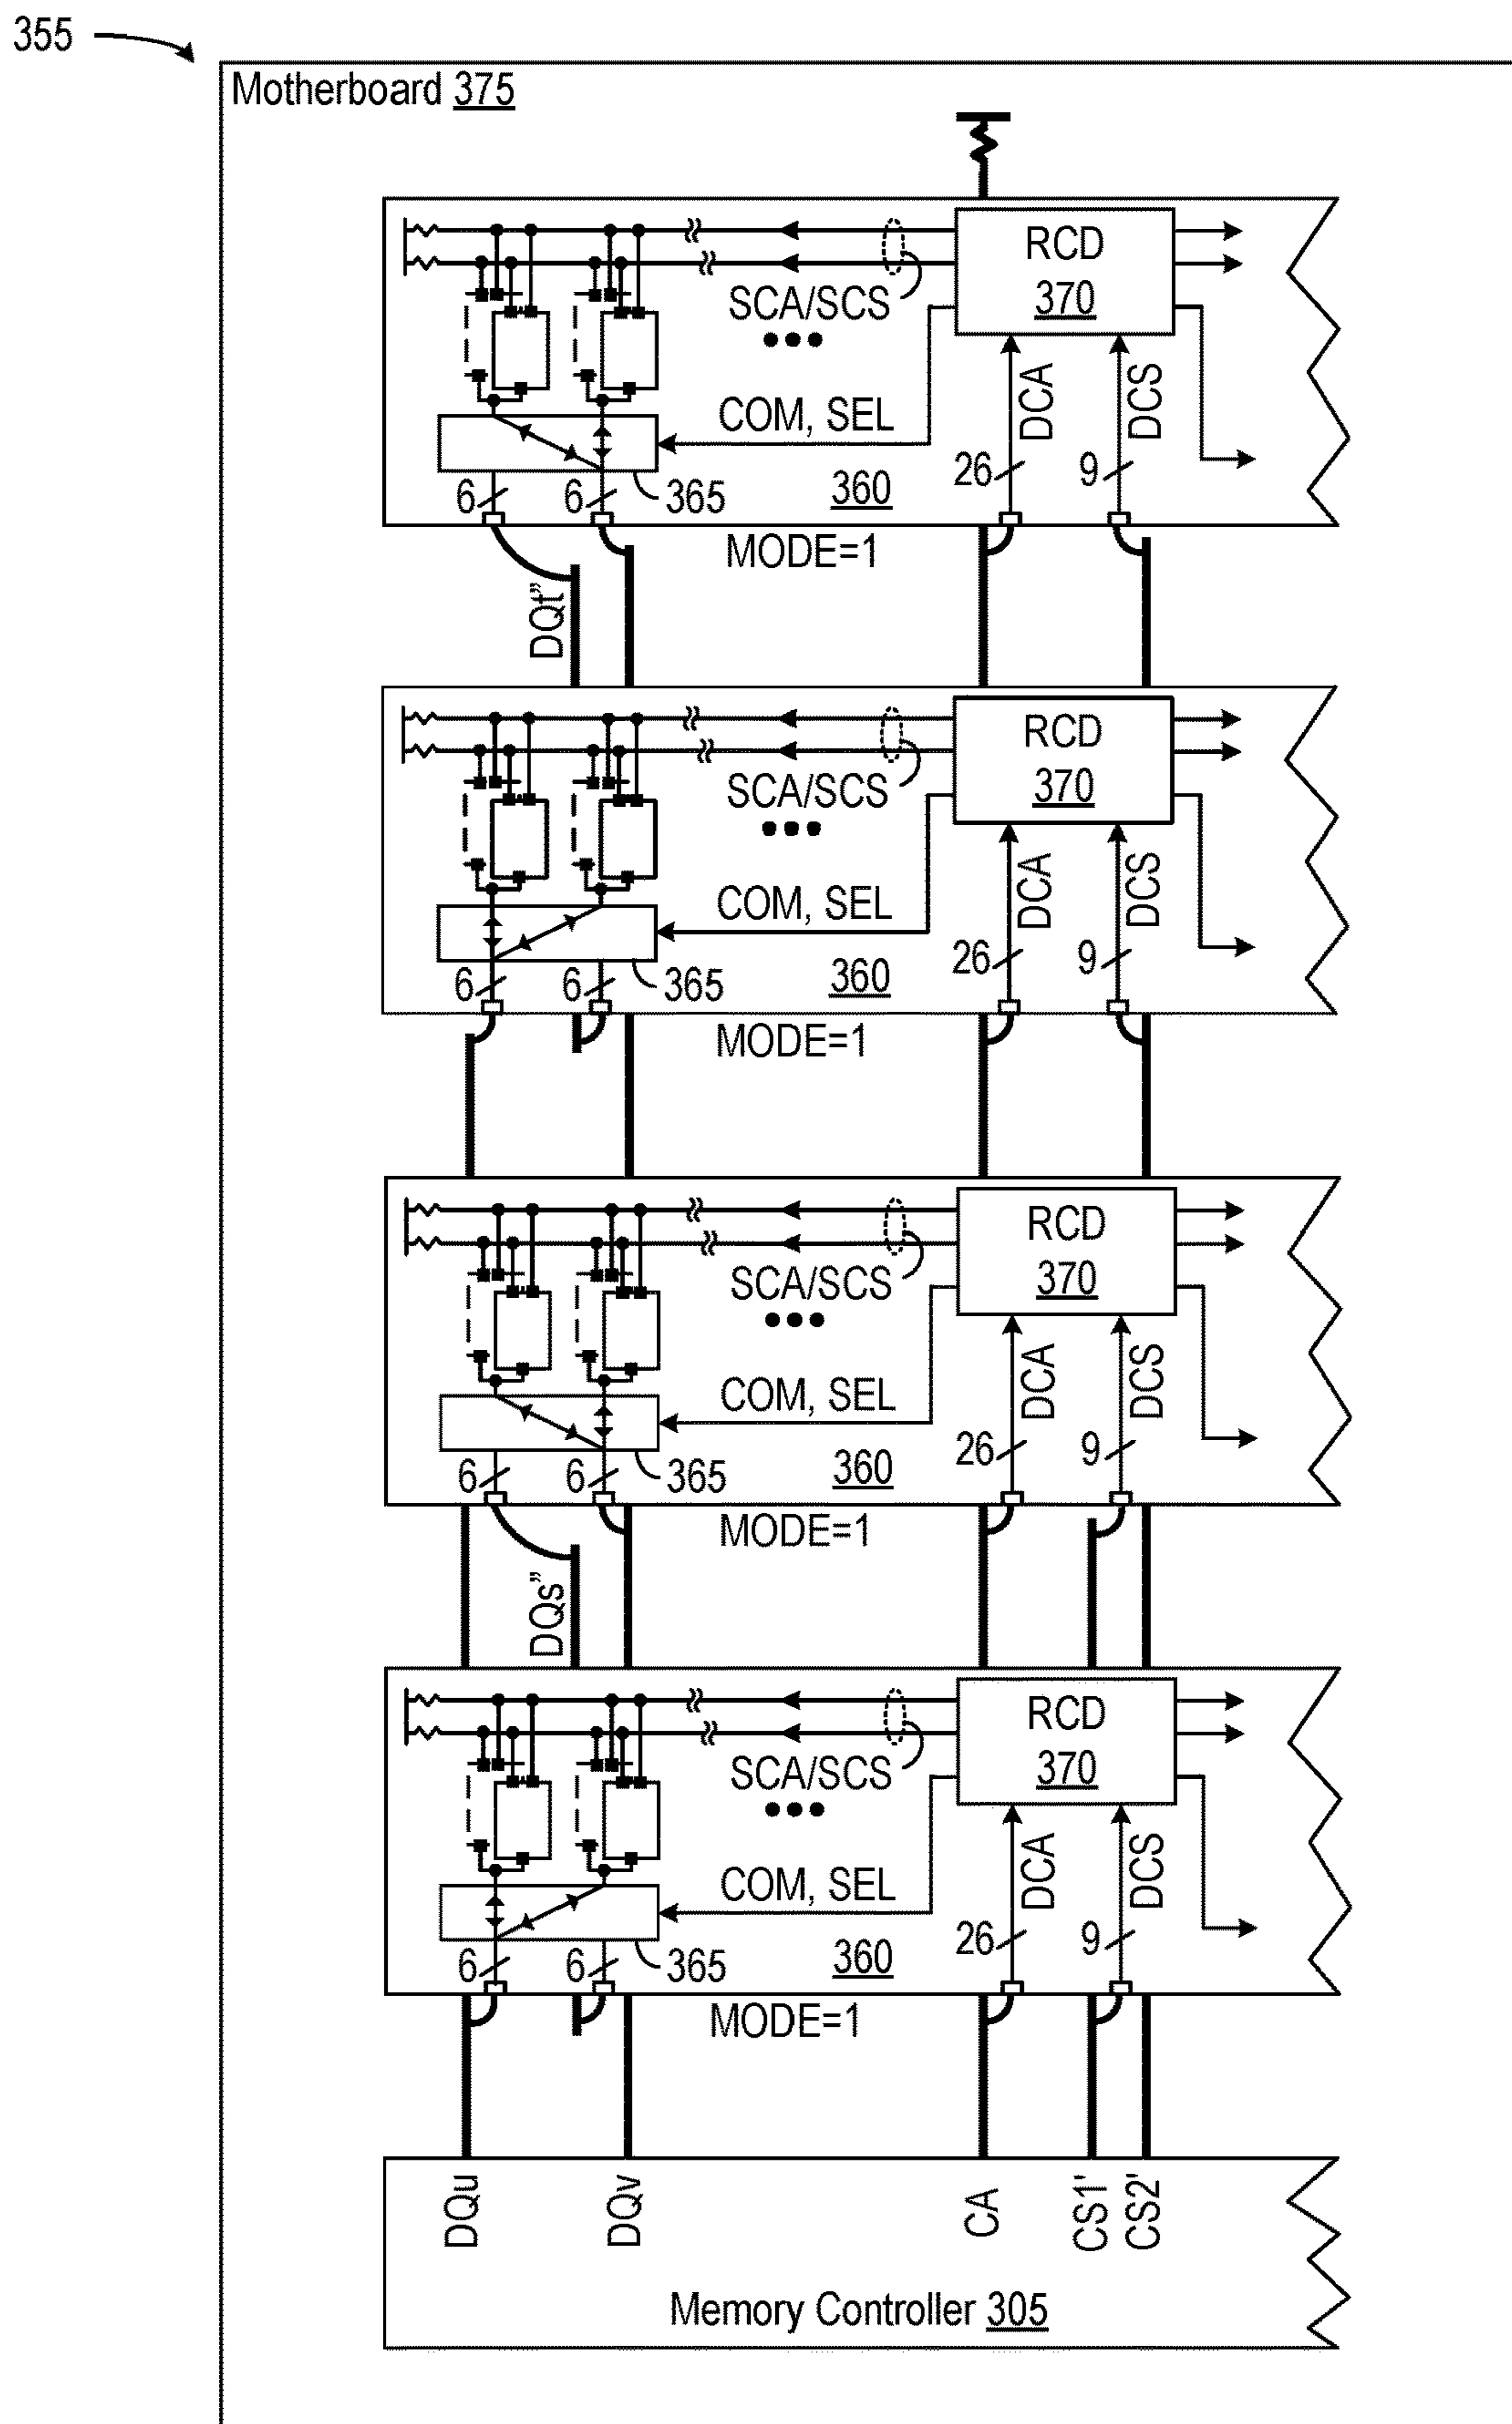 355
Motherboard 375
RCD
370
SCA/SCS
DCA
DCS
COM, SEL
26
9
6
6
365
360
MODE=1
DQt”
RCD
370
SCA/SCS
DCA
DCS
COM, SEL
26
9
6
6
365
360
MODE=1
RCD
370
SCA/SCS
DCA
DCS
COM, SEL
26
9
6
6
365
360
MODE=1
DQs”
RCD
370
SCA/SCS
DCA
DCS
COM, SEL
26
9
6
6
365
360
MODE=1
DQu
DQv
CA
CS1'
CS2'
Memory Controller 305